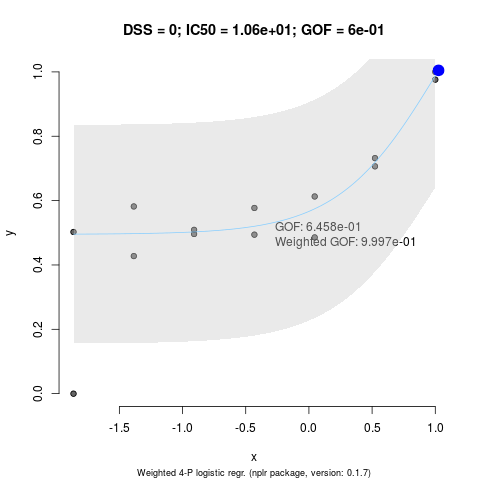 DSS = 0; IC50 = 1.06e+01; GOF = 6e-01
1.0
0.8
0.6
0.4
0.2
0.0
y
GOF: 6.458e-01
Weighted GOF: 9.997e-01
-1.5 -1.0 -0.5 0.0 0.5 1.0
x
Weighted 4-P logistic regr. (nplr package, version: 0.1.7)